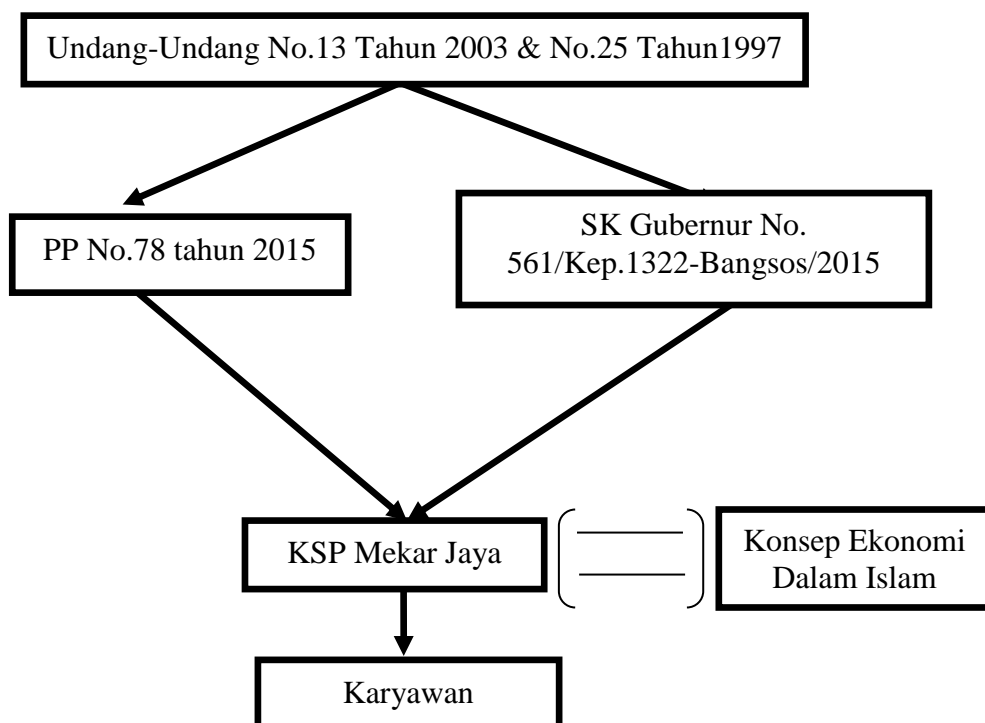 Undang-Undang No.13 Tahun 2003 & No.25 Tahun1997
PP No.78 tahun 2015
SK Gubernur No.
561/Kep.1322-Bangsos/2015
KSP Mekar Jaya
Konsep Ekonomi
Dalam Islam
Karyawan